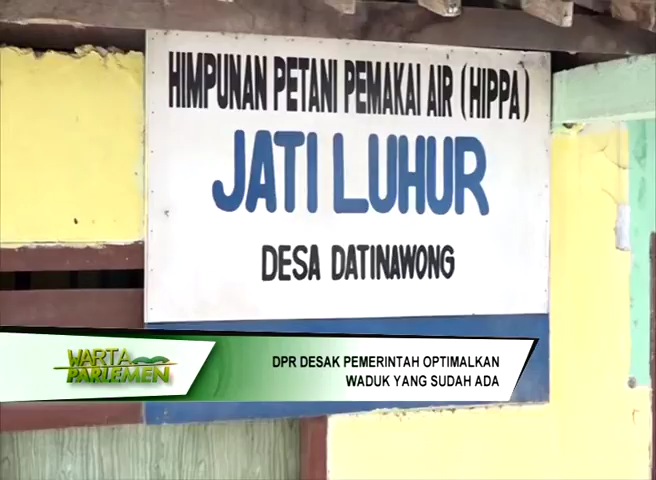 HIMPUNAN PETANI PEMAKAI AIR (HIPPA)
JATI LUHUR
DESA DATINAWONG
WARTA
PARLEMEN
DPR DESAK PEMERINTAH OPTIMALKAN
WADUK YANG SUDAH ADA